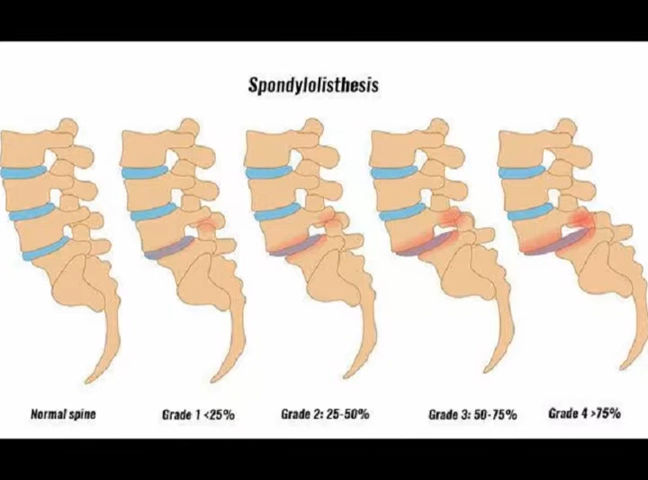 Spondylolisthesis
Normal spine
Grade 1 <25%
Grade 2: 25-50%
Grade 3: 50-75%
Grade 4 >75%